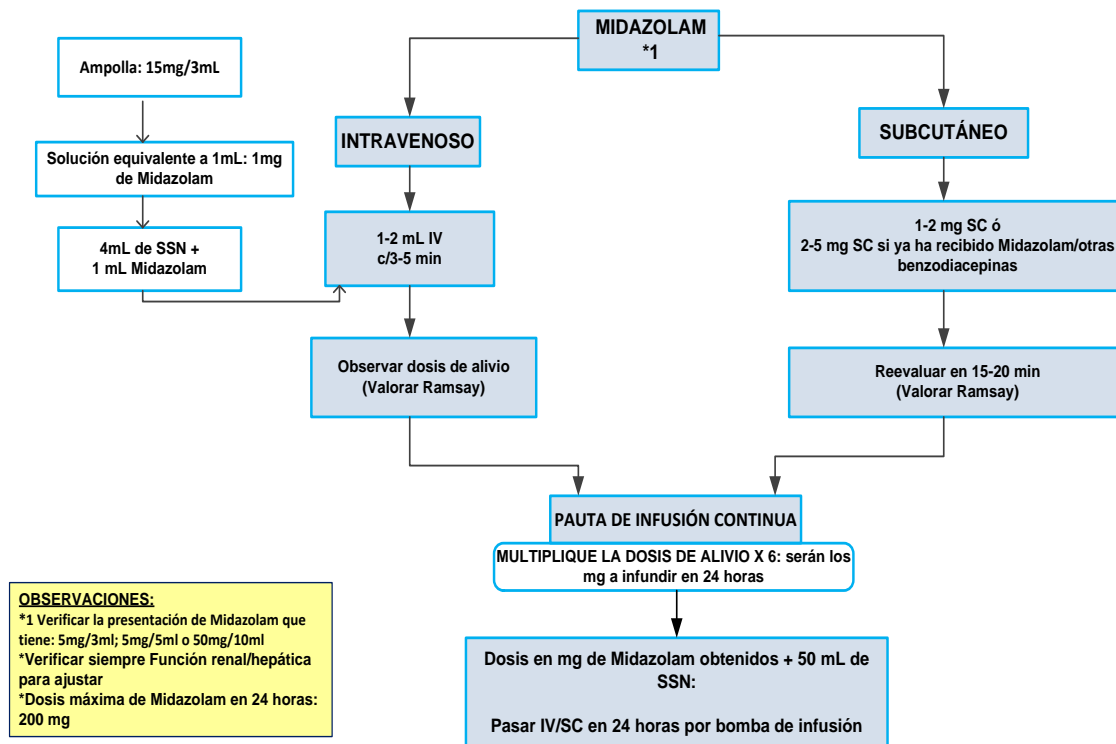 MIDAZOLAM
*1
Ampolla: 15mg/3mL
Solución equivalente a 1mL: 1mg
de Midazolam
4mL de SSN +
1 mL Midazolam
INTRAVENOSO
1-2 mL IV
c/3-5 min
Observar dosis de alivio
(Valorar Ramsay)
SUBCUTÁNEO
1-2 mg SC ó
2-5 mg SC si ya ha recibido Midazolam/otras
benzodiacepinas
Reevaluar en 15-20 min
(Valorar Ramsay)
PAUTA DE INFUSIÓN CONTINUA
MULTIPLIQUE LA DOSIS DE ALIVIO X 6: serán los
mg a infundir en 24 horas
Dosis en mg de Midazolam obtenidos + 50 mL de
SSN:
Pasar IV/SC en 24 horas por bomba de infusión
OBSERVACIONES:
*1 Verificar la presentación de Midazolam que
tiene: 5mg/3ml; 5mg/5ml o 50mg/10ml
*Verificar siempre Función renal/hepática
para ajustar
*Dosis máxima de Midazolam en 24 horas:
200 mg